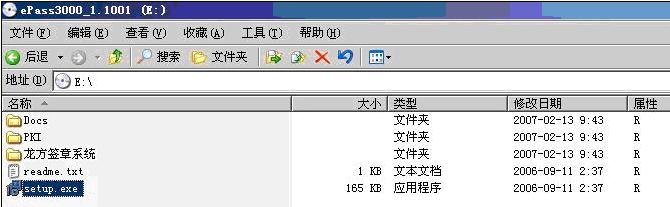 ePass3000_1.1001 (E:)
文件(F) 编辑(E) 查看(V) 收藏(A) 工具(T) 帮助(H)
后退 搜索 文件夹
地址(D) E:\
名称 大小 类型 修改日期 属性
Docs 文件夹 2007-02-13 9:43 R
PKI 文件夹 2007-02-13 9:43 R
龙方签章系统 文件夹 2007-02-13 9:43 R
readme.txt 1 KB 文本文档 2006-09-11 2:37 R
setup.exe 165 KB 应用程序 2006-09-11 2:37 R